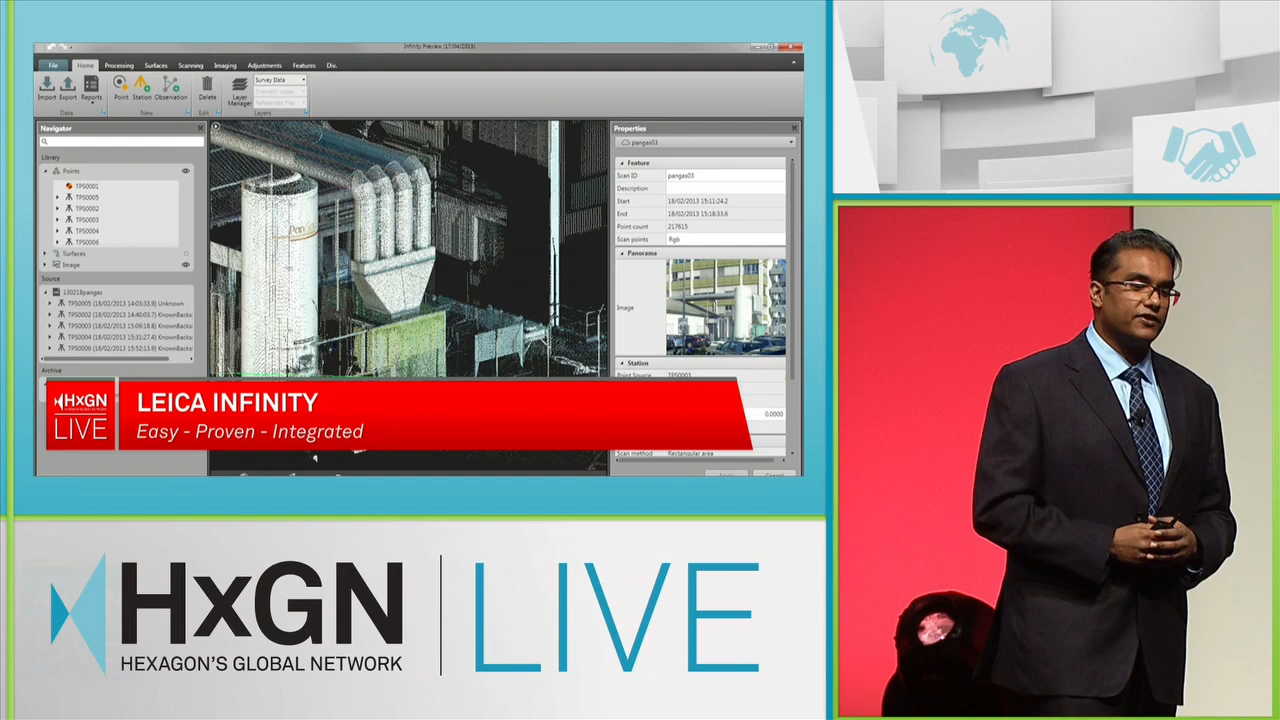 Infinity Preview (17/04/2013)
File Home Processing Surfaces Scanning Imaging Adjustments Features Div.
Import Export Reports Point Station Observation Delete Layer Manager
Survey Data
Thematic codes
Referenced files
Data New Edit Layers
Navigator
Library
Points
TPS0001
TPS0005
TPS0002
TPS0003
TPS0004
TPS0006
Surfaces
Image
Source
130218pangas
TPS0005 (18/02/2013 14:03:33.9) Unknown
TPS0002 (18/02/2013 14:40:03.7) KnownBacks
TPS0003 (18/02/2013 15:09:18.8) KnownBacks
TPS0004 (18/02/2013 15:31:27.4) KnownBacks
TPS0006 (18/02/2013 15:52:13.9) KnownBacks
Archive
Properties
pangas03
Feature
Scan ID pangas03
Description
Start 18/02/2013 15:11:24.2
End 18/02/2013 15:18:33.6
Point count 217615
Scan points Rgb
Panorama
Image
Station
Point Source TPS0003
0.0000
Scan method Rectangular area
HxGN
LIVE
LEICA INFINITY
Easy - Proven - Integrated
HxGN
HEXAGON'S GLOBAL NETWORK
LIVE